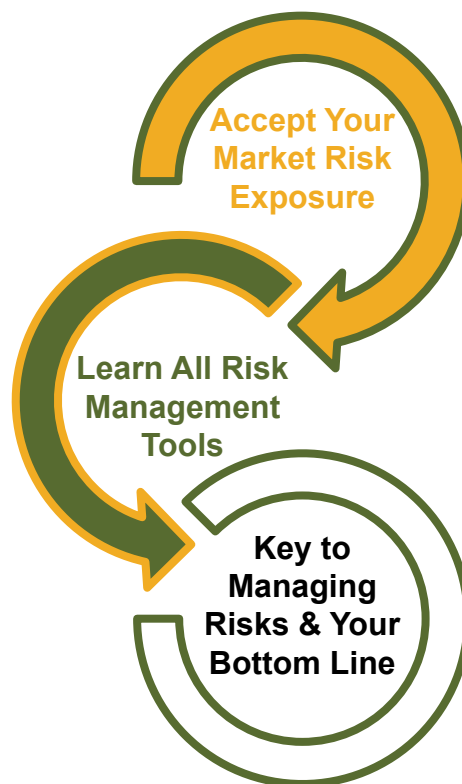 Accept Your
Market Risk
Exposure
Learn All Risk
Management
Tools
Key to
Managing
Risks & Your
Bottom Line